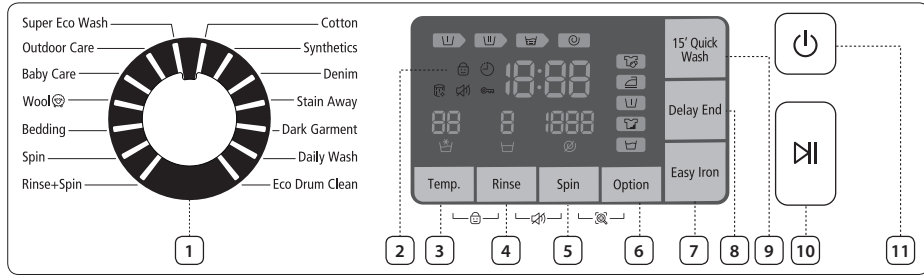 Super Eco Wash
Outdoor Care
Baby Care
Wool
Bedding
Spin
Rinse+Spin
Cotton
Synthetics
Denim
Stain Away
Dark Garment
Daily Wash
Eco Drum Clean
18:88
88 8 1888
15' Quick
Wash
Delay End
Easy Iron
Temp. Rinse Spin Option
1 2 3 4 5 6 7 8 9 10 11